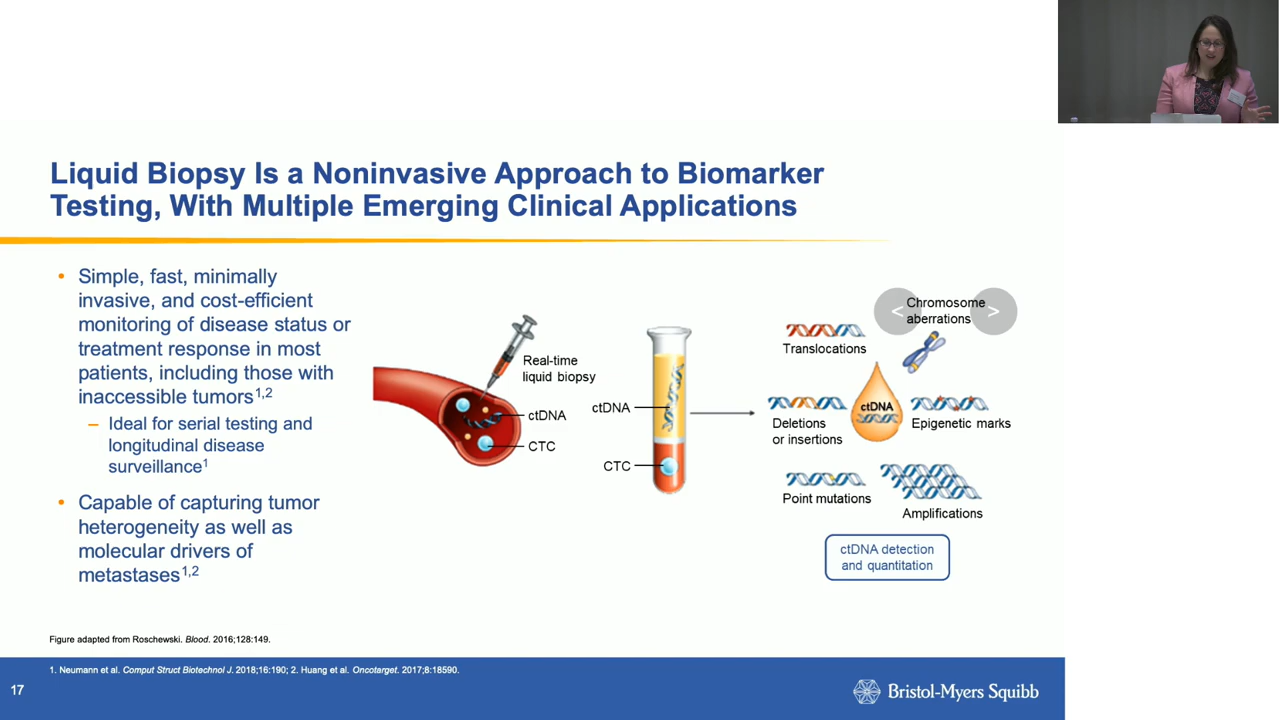 Liquid Biopsy Is a Noninvasive Approach to Biomarker
Testing, With Multiple Emerging Clinical Applications
• Simple, fast, minimally
invasive, and cost-efficient
monitoring of disease status or
treatment response in most
patients, including those with
inaccessible tumors1,2
– Ideal for serial testing and
longitudinal disease
surveillance1
• Capable of capturing tumor
heterogeneity as well as
molecular drivers of
metastases1,2
Real-time
liquid biopsy
ctDNA
CTC
ctDNA
CTC
Translocations
<
Chromosome
aberrations
>
Deletions
or insertions
ctDNA
Epigenetic marks
Point mutations
Amplifications
ctDNA detection
and quantitation
Figure adapted from Roschewski. Blood. 2016;128:149.
1. Neumann et al. Comput Struct Biotechnol J. 2018;16:190; 2. Huang et al. Oncotarget. 2017;8:18590.
17
Bristol-Myers Squibb